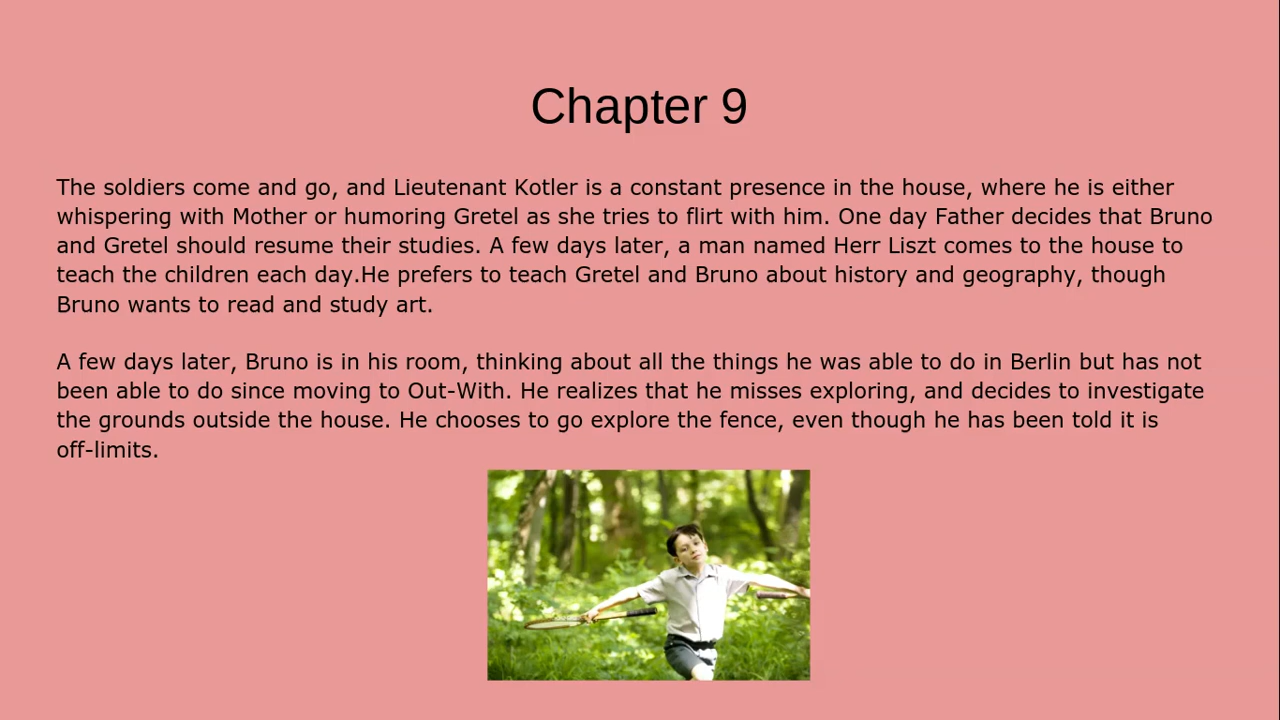 Chapter 9
The soldiers come and go, and Lieutenant Kotler is a constant presence in the house, where he is either
whispering with Mother or humoring Gretel as she tries to flirt with him. One day Father decides that Bruno
and Gretel should resume their studies. A few days later, a man named Herr Liszt comes to the house to
teach the children each day.He prefers to teach Gretel and Bruno about history and geography, though
Bruno wants to read and study art.
A few days later, Bruno is in his room, thinking about all the things he was able to do in Berlin but has not
been able to do since moving to Out-With. He realizes that he misses exploring, and decides to investigate
the grounds outside the house. He chooses to go explore the fence, even though he has been told it is
off-limits.